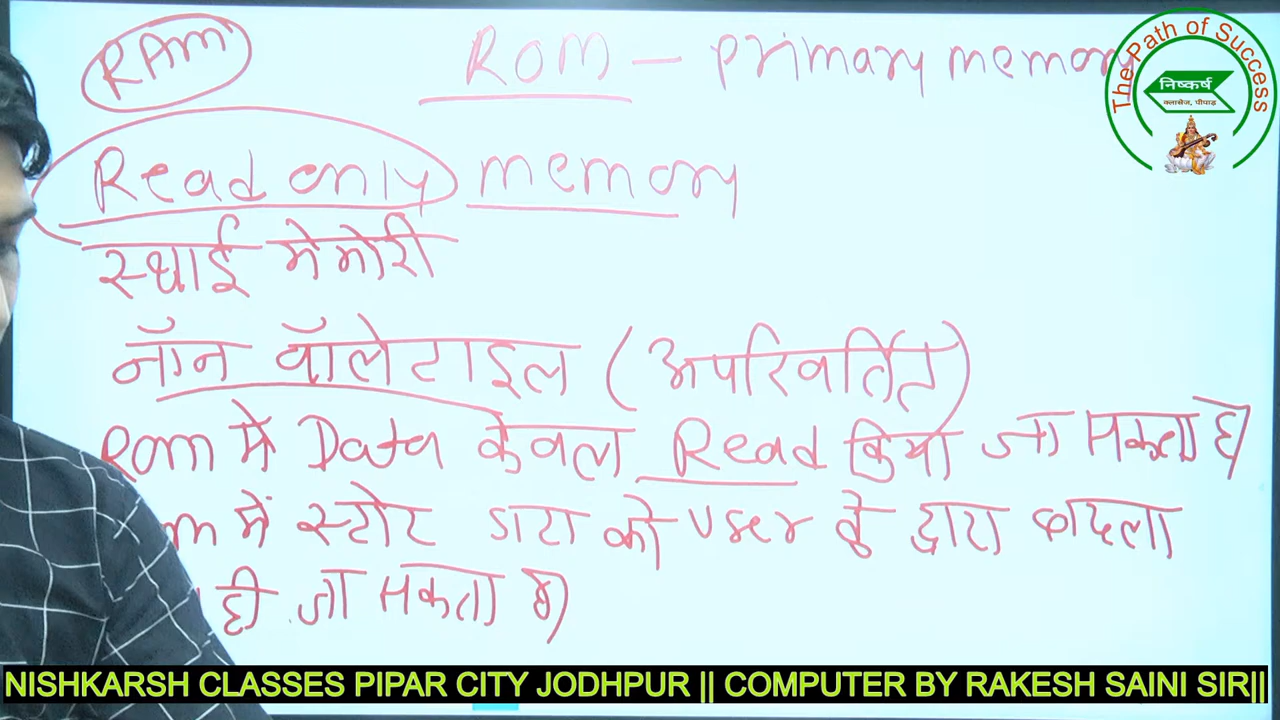 RAM
ROM — primary memory
The Path of Success
निष्कर्ष
क्लासेज, पीपाड़
Read only memory
स्थाई मेमोरी
नॉन वॉलेटाइल (अपरिवर्तित)
Rom मे Data केवल Read किया जा सकता है
m में स्टोर डाटा को user के द्वारा बादला
ही जा सकता है
NISHKARSH CLASSES PIPAR CITY JODHPUR || COMPUTER BY RAKESH SAINI SIR||